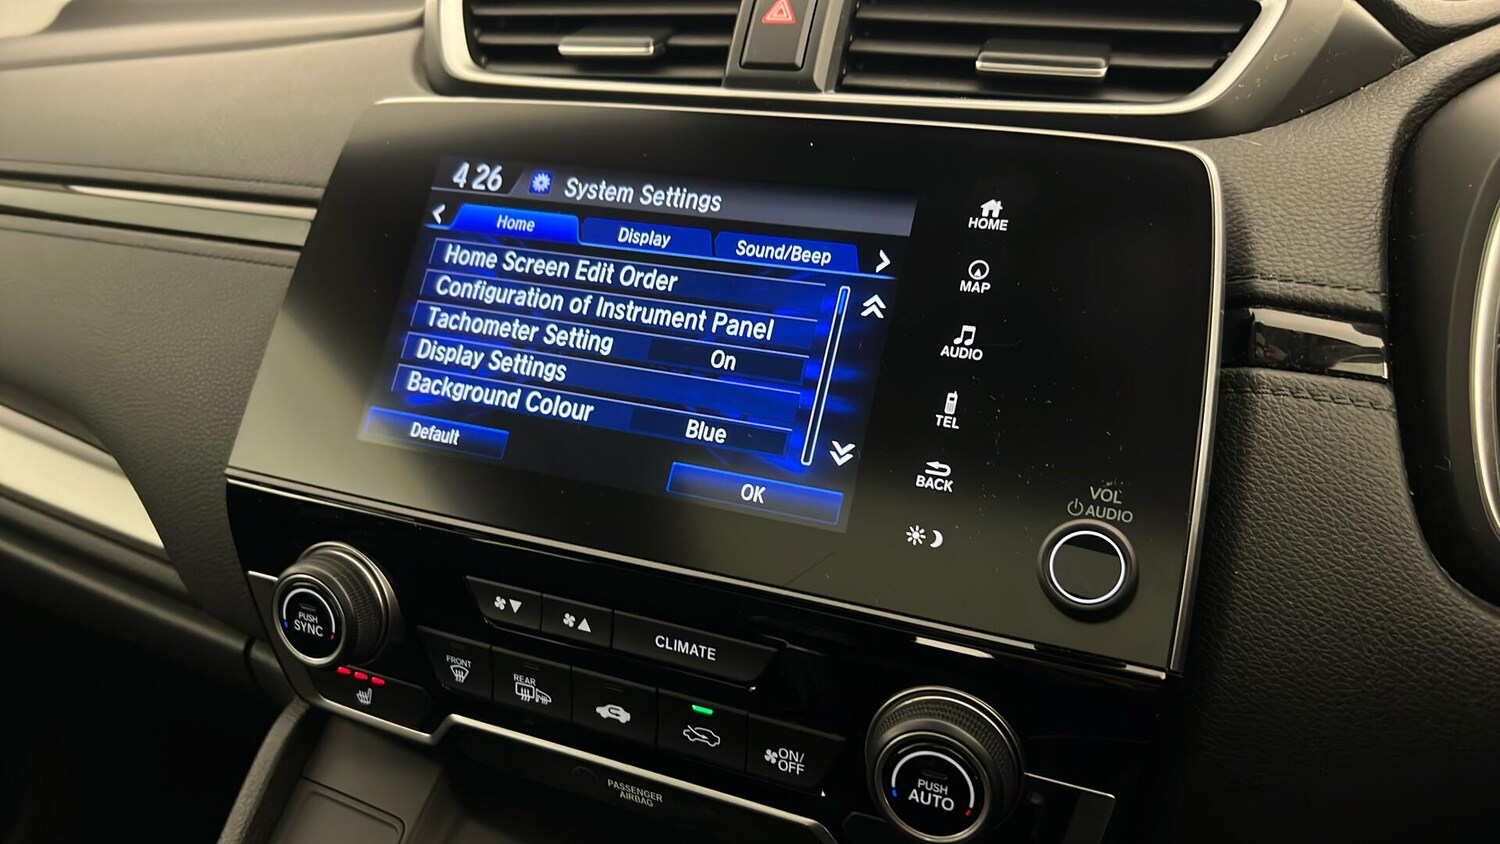 4 26
System Settings
Home
Display
Sound/Beep
Home Screen Edit Order
Configuration of Instrument Panel
Tachometer Setting
On
Display Settings
Background Colour
Blue
Default
OK
HOME
MAP
AUDIO
TEL
BACK
VOL
AUDIO
PUSH
SYNC
CLIMATE
FRONT
REAR
ON/
OFF
PUSH
AUTO
PASSENGER
AIRBAG